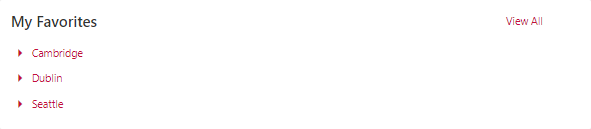 My Favorites View All
Cambridge
Dublin
Seattle